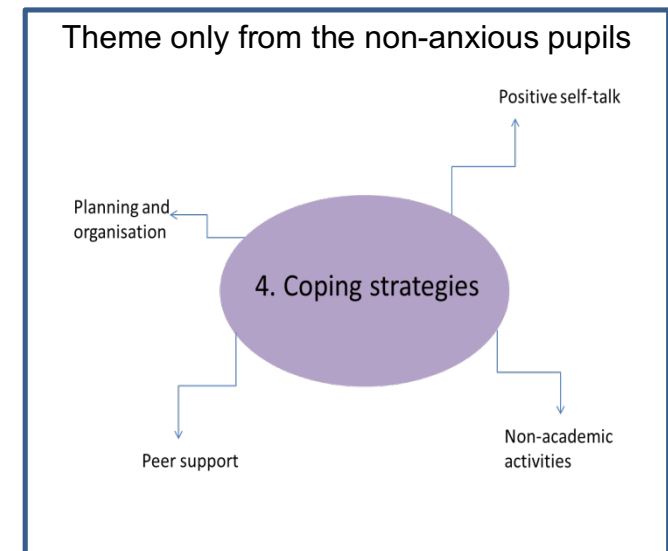 Theme only from the non-anxious pupils
Positive self-talk
Planning and
organisation
4. Coping strategies
Peer support
Non-academic
activities